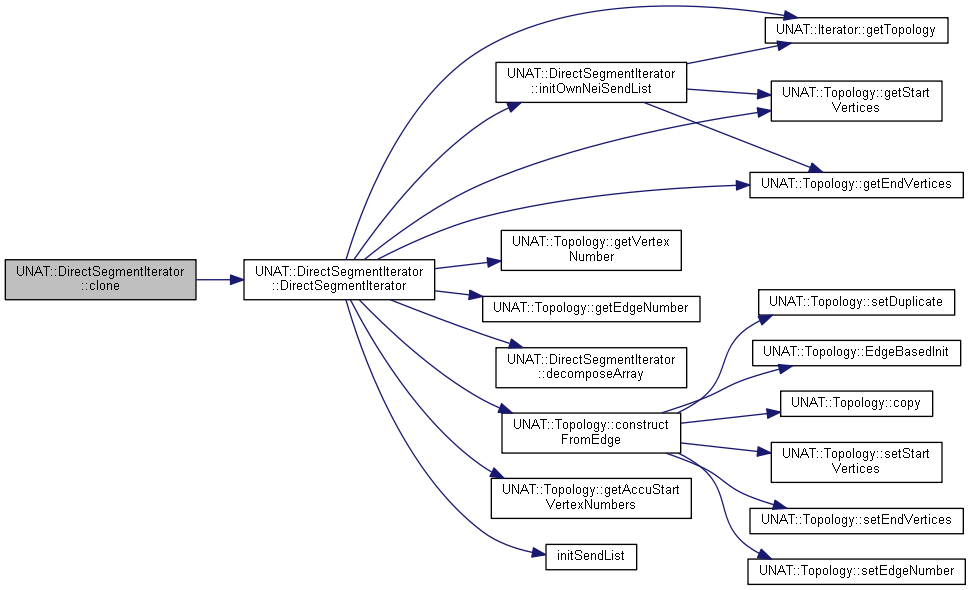 UNAT::DirectSegmentIterator
::clone
UNAT::DirectSegmentIterator
::DirectSegmentIterator
UNAT::Iterator::getTopology
UNAT::DirectSegmentIterator
::initOwnNeiSendList
UNAT::Topology::getStart
Vertices
UNAT::Topology::getEndVertices
UNAT::Topology::getVertex
Number
UNAT::Topology::getEdgeNumber
UNAT::DirectSegmentIterator
::decomposeArray
UNAT::Topology::construct
FromEdge
UNAT::Topology::setDuplicate
UNAT::Topology::EdgeBasedInit
UNAT::Topology::copy
UNAT::Topology::setStart
Vertices
UNAT::Topology::setEndVertices
UNAT::Topology::setEdgeNumber
UNAT::Topology::getAccuStart
VertexNumbers
initSendList